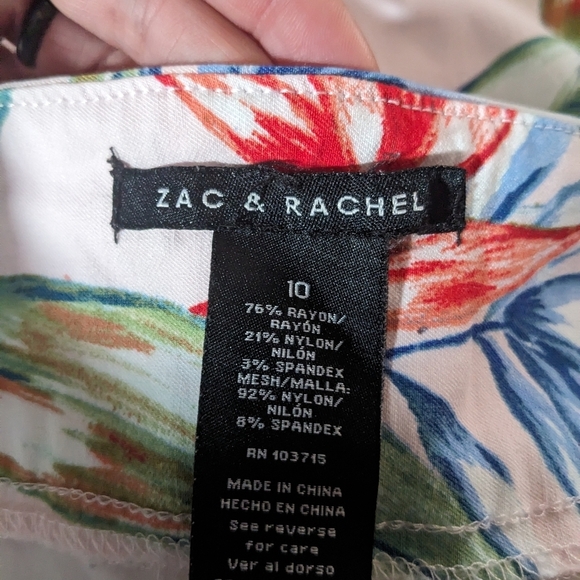 ZAC & RACHEL
10
76% RAYON/
RAYÓN
21% NYLON/
NILÓN
3% SPANDEX
MESH/MALLA:
92% NYLON/
NILÓN
8% SPANDEX
RN 103715
MADE IN CHINA
HECHO EN CHINA
See reverse
for care
Ver al dorso